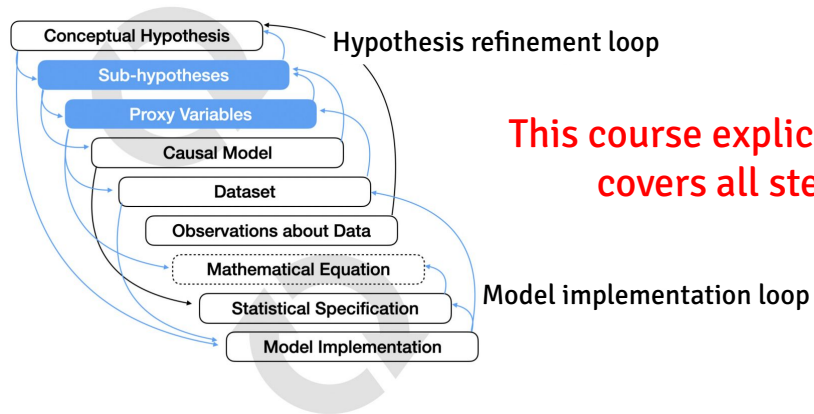 Conceptual Hypothesis
Hypothesis refinement loop
Sub-hypotheses
Proxy Variables
This course explic
Causal Model
covers all ste
Dataset
Observations about Data
Mathematical Equation
Model implementation loop
Statistical Specification
Model Implementation